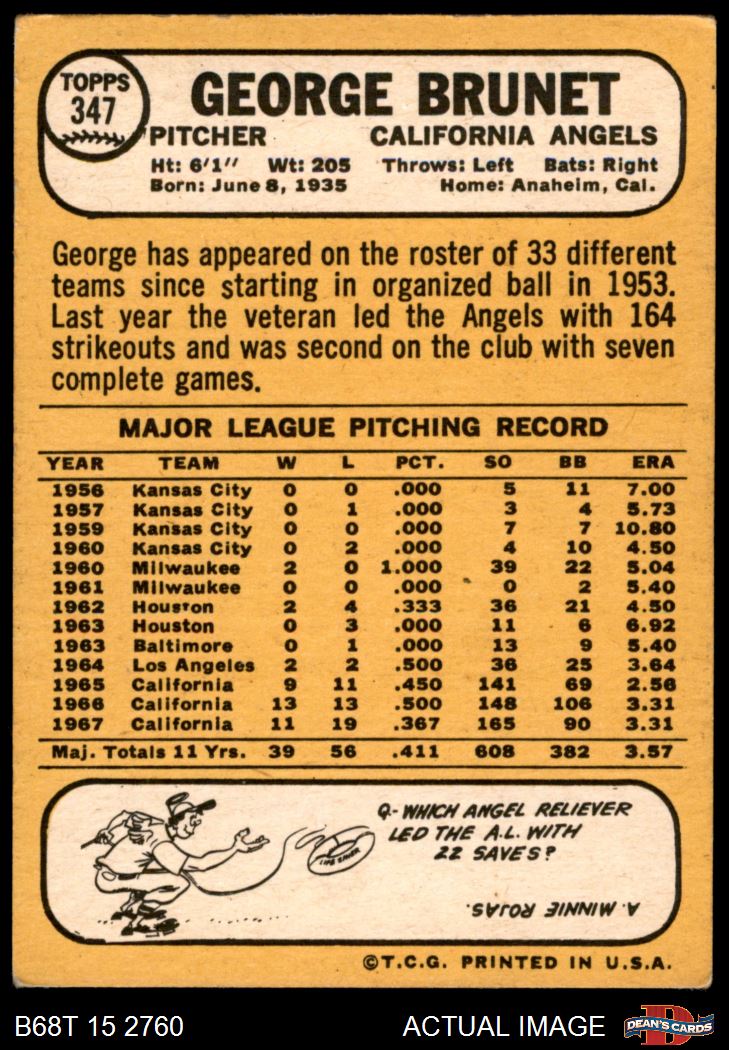 TOPPS
347
GEORGE BRUNET
PITCHER CALIFORNIA ANGELS
Ht: 6'1'' Wt: 205 Throws: Left Bats: Right
Born: June 8, 1935 Home: Anaheim, Cal.
George has appeared on the roster of 33 different
teams since starting in organized ball in 1953.
Last year the veteran led the Angels with 164
strikeouts and was second on the club with seven
complete games.
MAJOR LEAGUE PITCHING RECORD
YEAR TEAM W L PCT. SO BB ERA
1956 Kansas City 0 0 .000 5 11 7.00
1957 Kansas City 0 1 .000 3 4 5.73
1959 Kansas City 0 0 .000 7 7 10.80
1960 Kansas City 0 2 .000 4 10 4.50
1960 Milwaukee 2 0 1.000 39 22 5.04
1961 Milwaukee 0 0 .000 0 2 5.40
1962 Houston 2 4 .333 36 21 4.50
1963 Houston 0 3 .000 11 6 6.92
1963 Baltimore 0 1 .000 13 9 5.40
1964 Los Angeles 2 2 .500 36 25 3.64
1965 California 9 11 .450 141 69 2.56
1966 California 13 13 .500 148 106 3.31
1967 California 11 19 .367 165 90 3.31
Maj. Totals 11 Yrs. 39 56 .411 608 382 3.57
Q- WHICH ANGEL RELIEVER
LED THE A.L. WITH
22 SAVES?
LIFE SAVER
A. MINNIE ROJAS.
©T.C.G. PRINTED IN U.S.A.
B68T 15 2760 ACTUAL IMAGE
D
DEAN'S CARDS